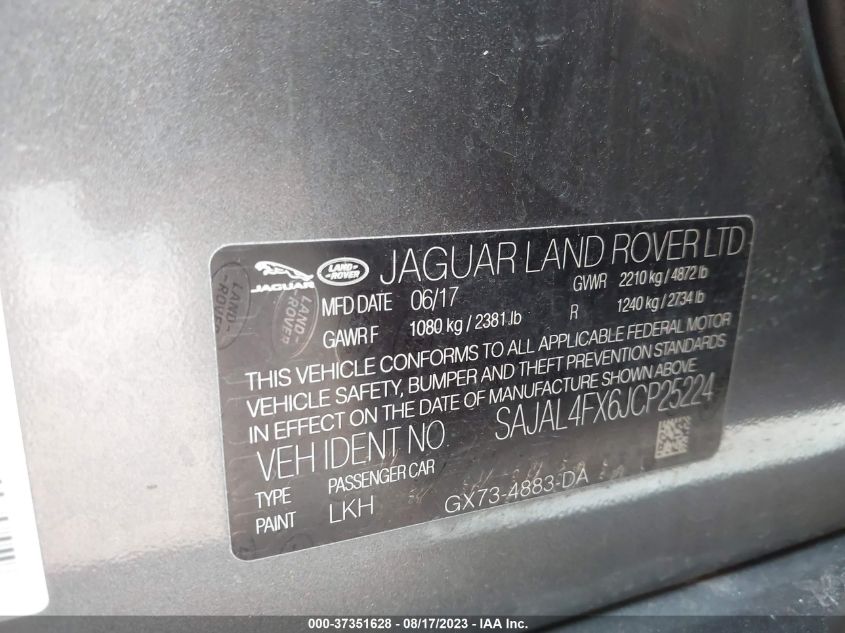 JAGUAR
LAND-
ROVER
JAGUAR LAND ROVER LTD
LAND-
-ROVER
LAND-
-ROVER
MFD DATE 06/17 GVWR 2210 kg / 4872 lb
GAWR F 1080 kg / 2381 lb R 1240 kg / 2734 lb
THIS VEHICLE CONFORMS TO ALL APPLICABLE FEDERAL MOTOR
VEHICLE SAFETY, BUMPER AND THEFT PREVENTION STANDARDS
IN EFFECT ON THE DATE OF MANUFACTURE SHOWN ABOVE
VEH IDENT NO. SAJAL4FX6JCP25224
TYPE PASSENGER CAR
PAINT LKH GX73-4883-DA
000-37351628 - 08/17/2023 - IAA Inc.